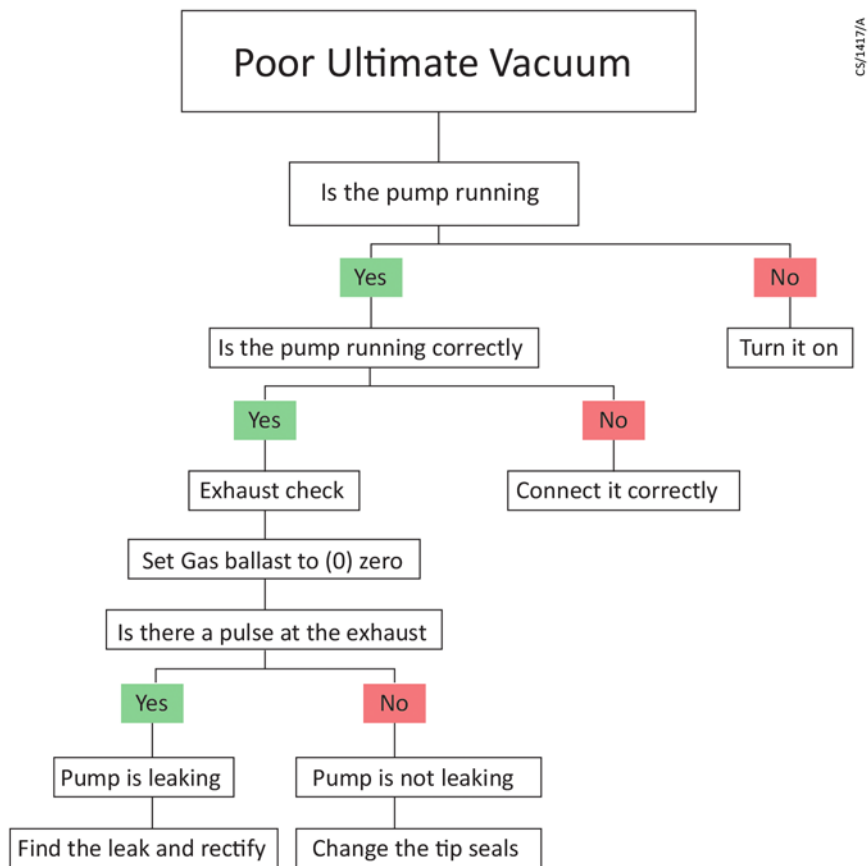 CS/1417/A
Poor Ultimate Vacuum
Is the pump running
Yes
No
Is the pump running correctly
Turn it on
Yes
No
Exhaust check
Connect it correctly
Set Gas ballast to (0) zero
Is there a pulse at the exhaust
Yes
No
Pump is leaking
Pump is not leaking
Find the leak and rectify
Change the tip seals